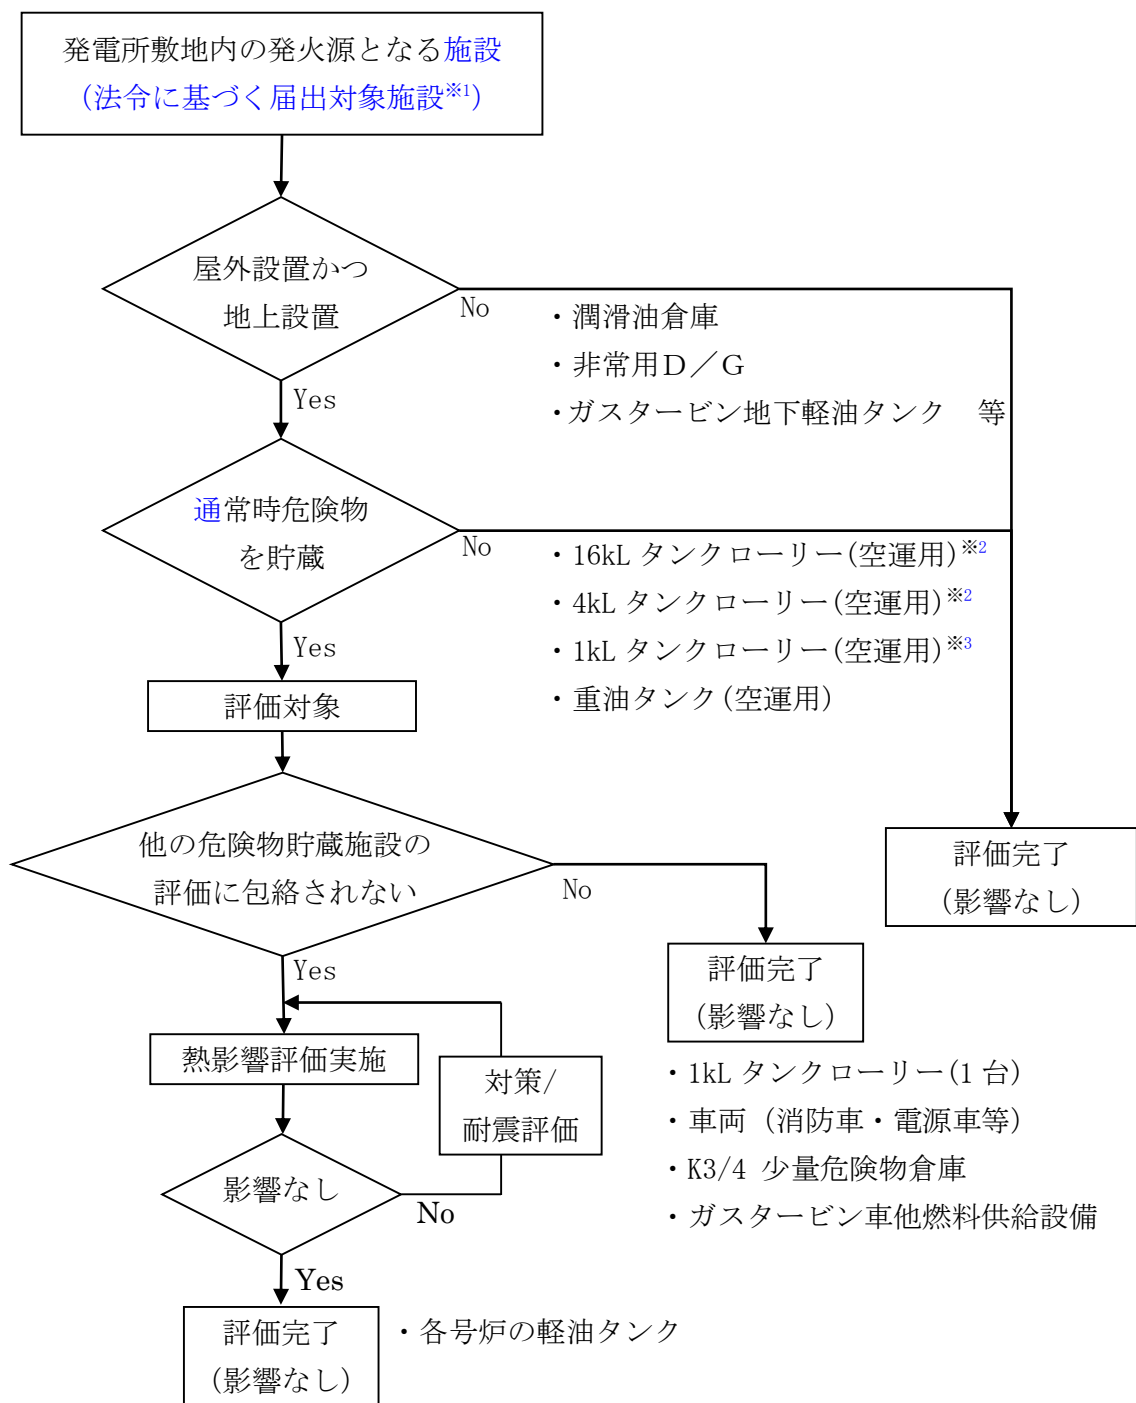 発電所敷地内の発火源となる施設
(法令に基づく届出対象施設※1)
屋外設置かつ
地上設置
No
・潤滑油倉庫
・非常用Ｄ／Ｇ
・ガスタービン地下軽油タンク　等
Yes
通常時危険物
を貯蔵
No
・16kL タンクローリー(空運用)※2
・4kL タンクローリー(空運用)※2
・1kL タンクローリー(空運用)※3
・重油タンク(空運用)
Yes
評価対象
他の危険物貯蔵施設の
評価に包絡されない
No
評価完了
(影響なし)
Yes
評価完了
(影響なし)
熱影響評価実施
対策/
耐震評価
・1kL タンクローリー(1 台)
・車両（消防車・電源車等）
・K3/4 少量危険物倉庫
・ガスタービン車他燃料供給設備
影響なし
No
Yes
評価完了
(影響なし)
・各号炉の軽油タンク